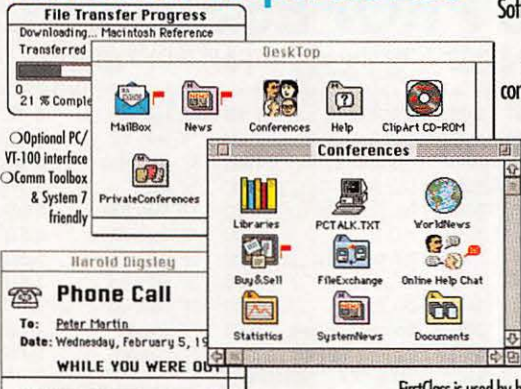 File Transfer Progress
Downloading... Macintosh Reference
Transferred
0
21 % Comple
DeskTop
MailBox
News
Conferences
Help
ClipArt CD-ROM
PrivateConferences
○Optional PC/
VT-100 interface
○Comm Toolbox
& System 7
friendly
Conferences
Libraries
PCTALK.TXT
WorldNews
Buy&Sell
FileExchange
Online Help Chat
Statistics
SystemNews
Documents
Harold Digsley
Phone Call
To: Peter Martin
Date: Wednesday, February 5, 19
WHILE YOU WERE OU
Sof
con
FirstClass is used by